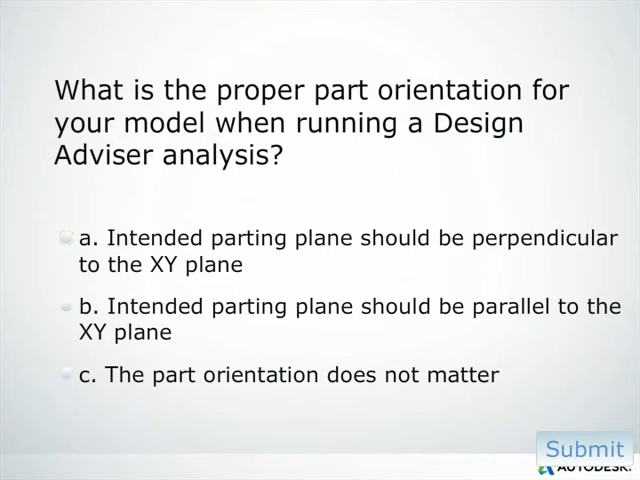 What is the proper part orientation for
your model when running a Design
Adviser analysis?
a. Intended parting plane should be perpendicular
to the XY plane
b. Intended parting plane should be parallel to the
XY plane
c. The part orientation does not matter
Submit
AUTODESK.